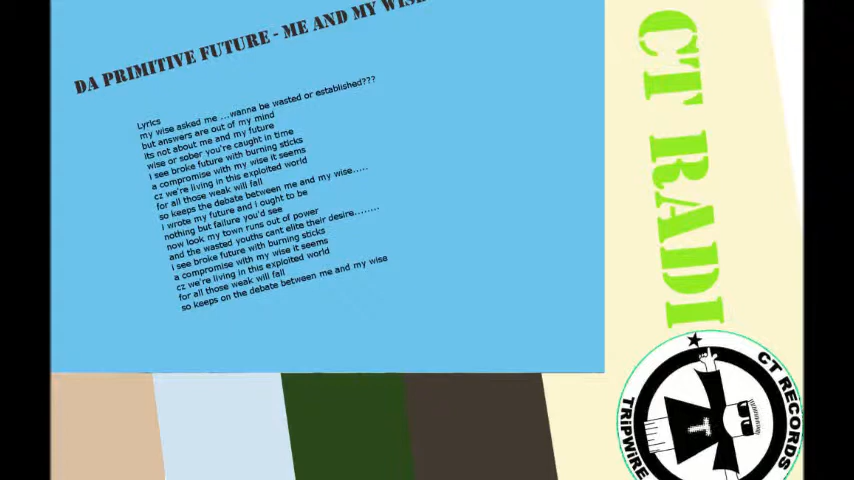 DA PRIMITIVE FUTURE - ME AND MY WISE
Lyrics
my wise asked me ...wanna be wasted or established???
but answers are out of my mind
its not about me and my future
wise or sober you're caught in time
i see broke future with burning sticks
a compromise with my wise it seems
cz we're living in this exploited world
for all those weak will fall
so keeps the debate between me and my wise.....
i wrote my future and i ought to be
nothing but failure you'd see
now look my town runs out of power
and the wasted youths cant elite their desire........
i see broke future with burning sticks
a compromise with my wise it seems
cz we're living in this exploited world
for all those weak will fall
so keeps on the debate between me and my wise
CT RADI
CT RECORDS
TRiPWiRE